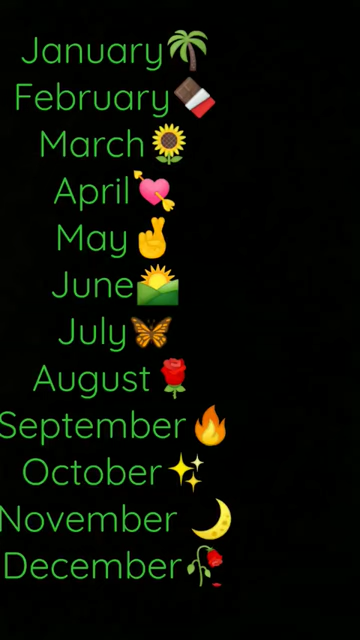 January🌴
February🍫
March🌻
April💘
May🤞
June🌄
July🦋
August🌹
September🔥
October✨
November🌙
December🥀